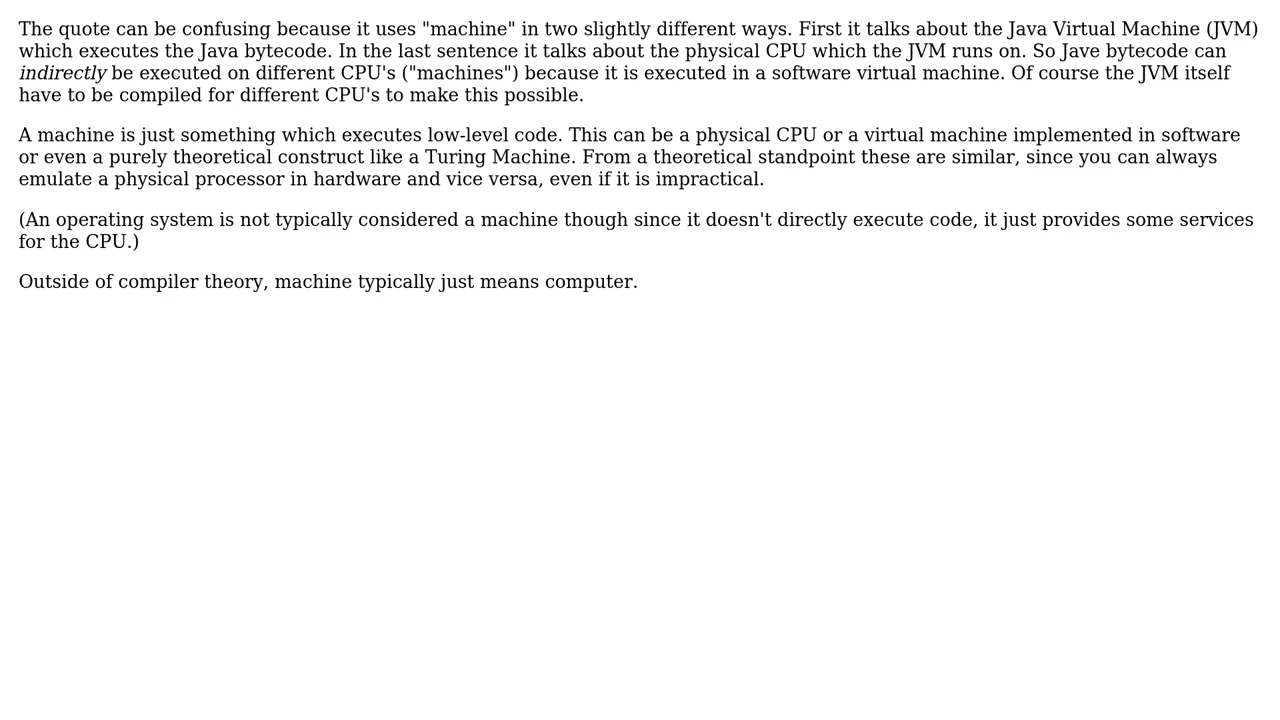 The quote can be confusing because it uses "machine" in two slightly different ways. First it talks about the Java Virtual Machine (JVM)
which executes the Java bytecode. In the last sentence it talks about the physical CPU which the JVM runs on. So Jave bytecode can
indirectly be executed on different CPU's ("machines") because it is executed in a software virtual machine. Of course the JVM itself
have to be compiled for different CPU's to make this possible.
A machine is just something which executes low-level code. This can be a physical CPU or a virtual machine implemented in software
or even a purely theoretical construct like a Turing Machine. From a theoretical standpoint these are similar, since you can always
emulate a physical processor in hardware and vice versa, even if it is impractical.
(An operating system is not typically considered a machine though since it doesn't directly execute code, it just provides some services
for the CPU.)
Outside of compiler theory, machine typically just means computer.